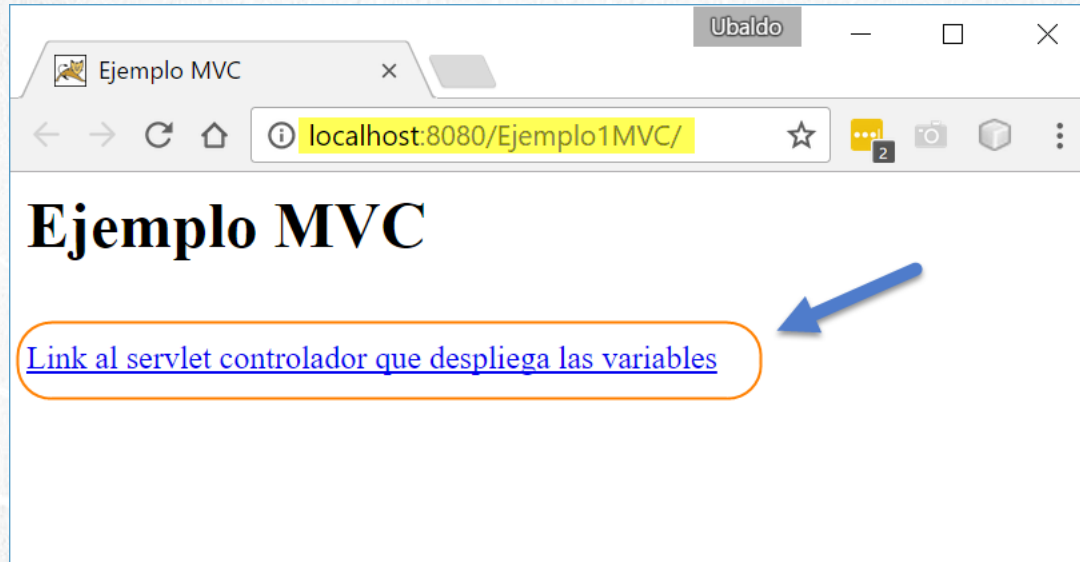 Ubaldo
Ejemplo MVC
localhost:8080/Ejemplo1MVC/
2
Ejemplo MVC
Link al servlet controlador que despliega las variables